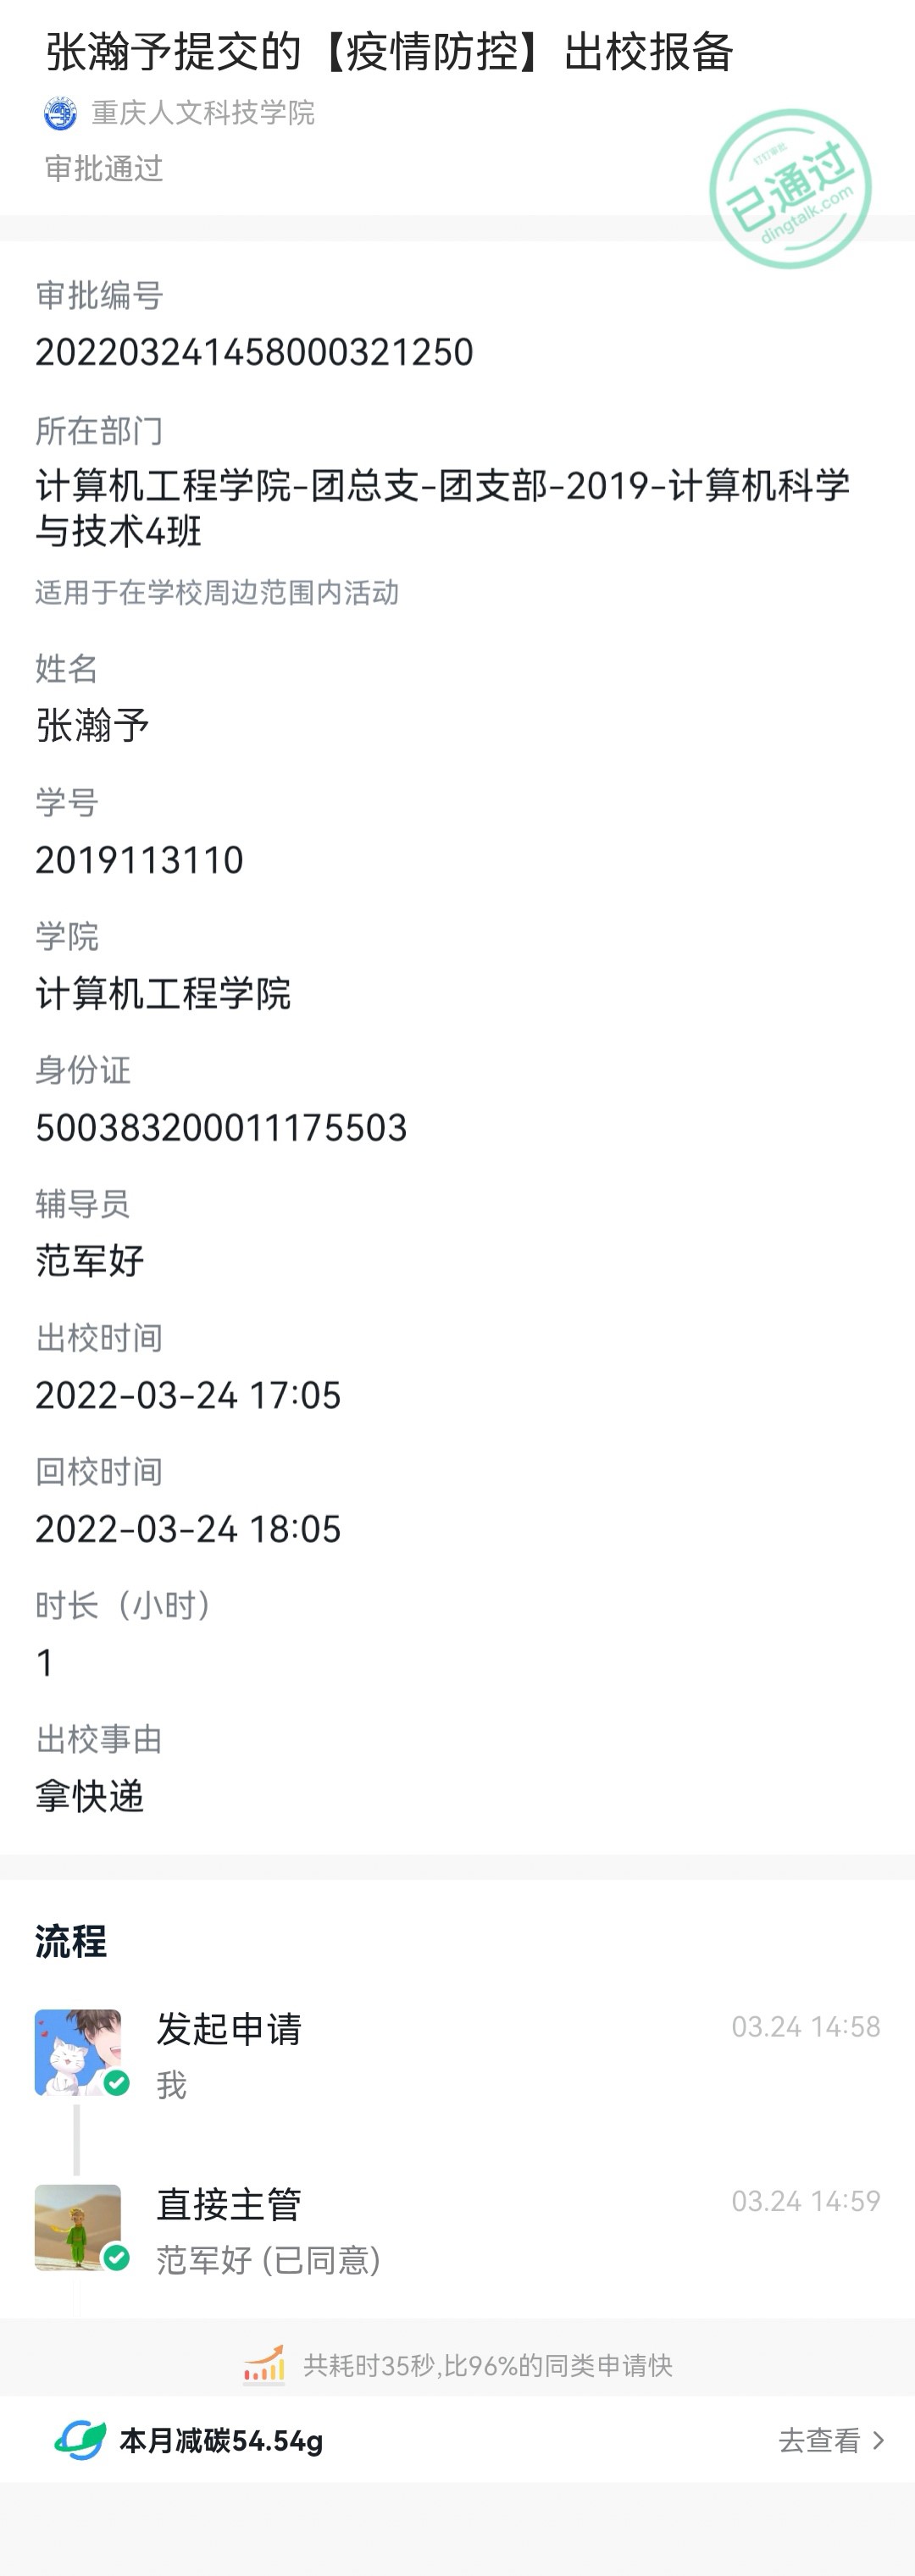 张瀚予提交的【疫情防控】出校报备
重庆人文科技学院
审批通过
钉钉审批
已通过
dingtalk.com
审批编号
202203241458000321250
所在部门
计算机工程学院-团总支-团支部-2019-计算机科学
与技术4班
适用于在学校周边范围内活动
姓名
张瀚予
学号
2019113110
学院
计算机工程学院
身份证
500383200011175503
辅导员
范军好
出校时间
2022-03-24 17:05
回校时间
2022-03-24 18:05
时长（小时）
1
出校事由
拿快递
流程
发起申请 03.24 14:58
我
直接主管 03.24 14:59
范军好 (已同意)
共耗时35秒,比96%的同类申请快
本月减碳54.54g 去查看